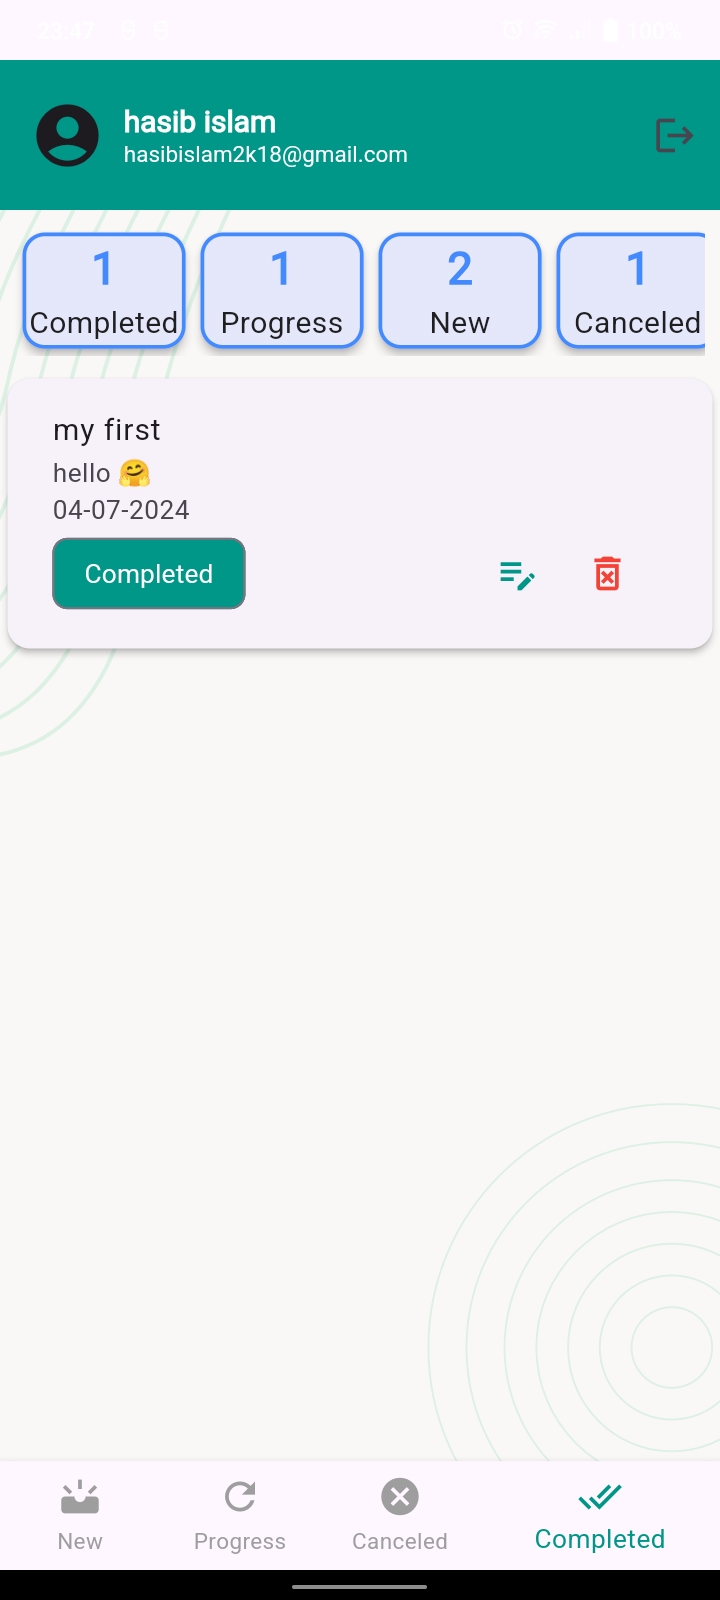 23:47 100%
hasib islam
hasibislam2k18@gmail.com
1 1 2 1
Completed Progress New Canceled
my first
hello 🤗
04-07-2024
Completed
New Progress Canceled Completed